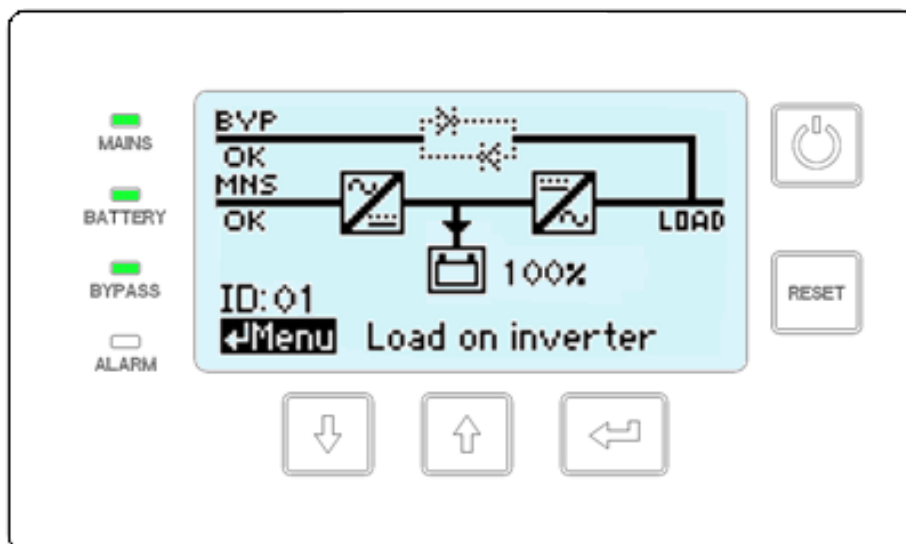 MAINS
BATTERY
BYPASS
ALARM
BYP
OK
MNS
OK
LOAD
100%
ID:01
↲Menu Load on inverter
RESET